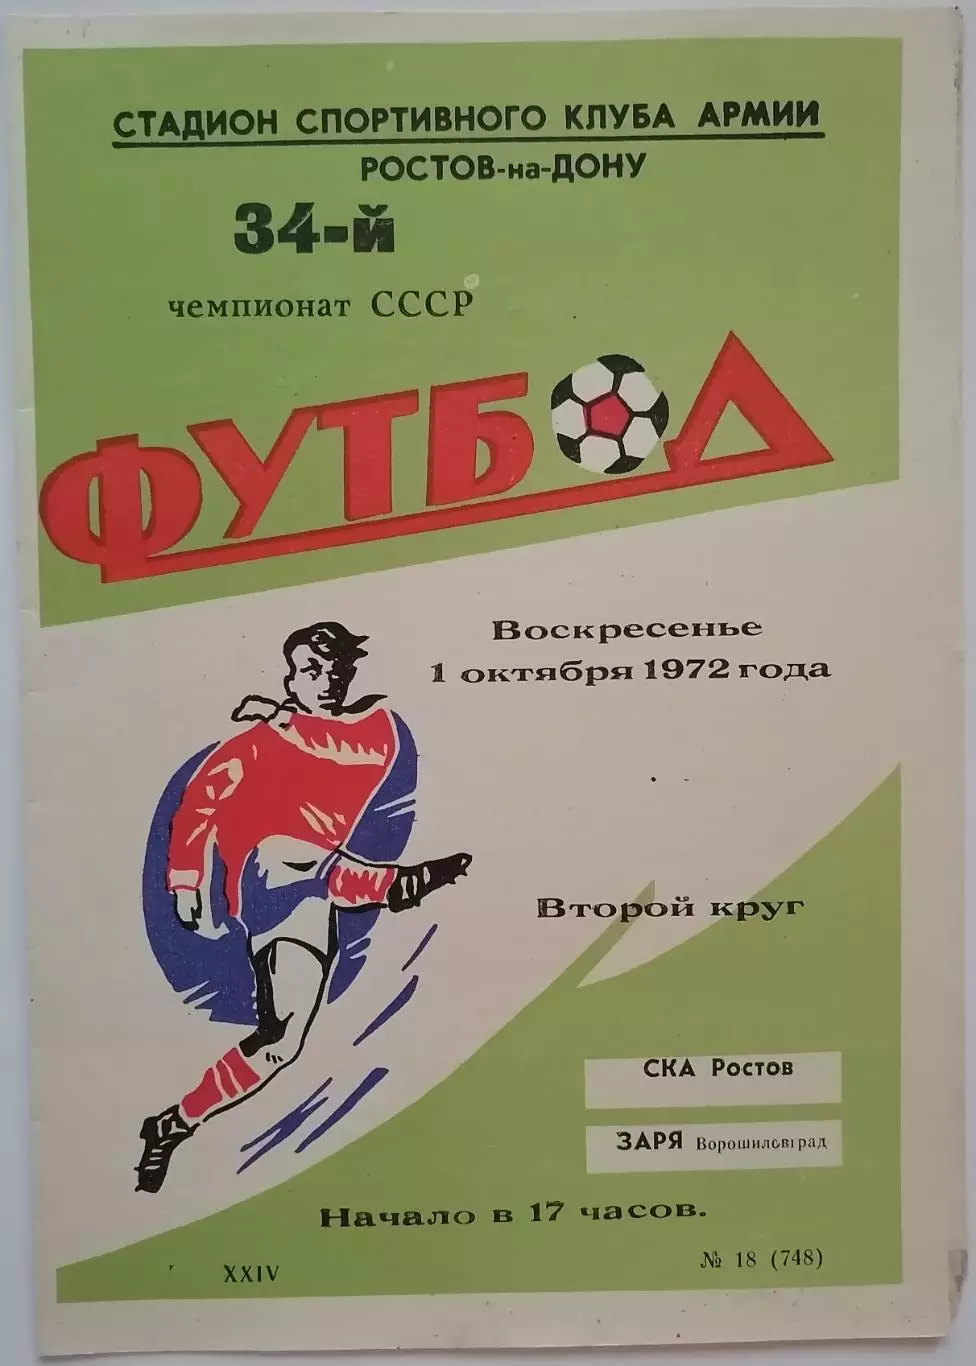 СТАДИОН СПОРТИВНОГО КЛУБА АРМИИ
РОСТОВ-на-ДОНУ
34-й
чемпионат СССР
ФУТБОЛ
Воскресенье
1 октября 1972 года
Второй круг
СКА Ростов
ЗАРЯ Ворошиловград
Начало в 17 часов.
XXIV
№ 18 (748)